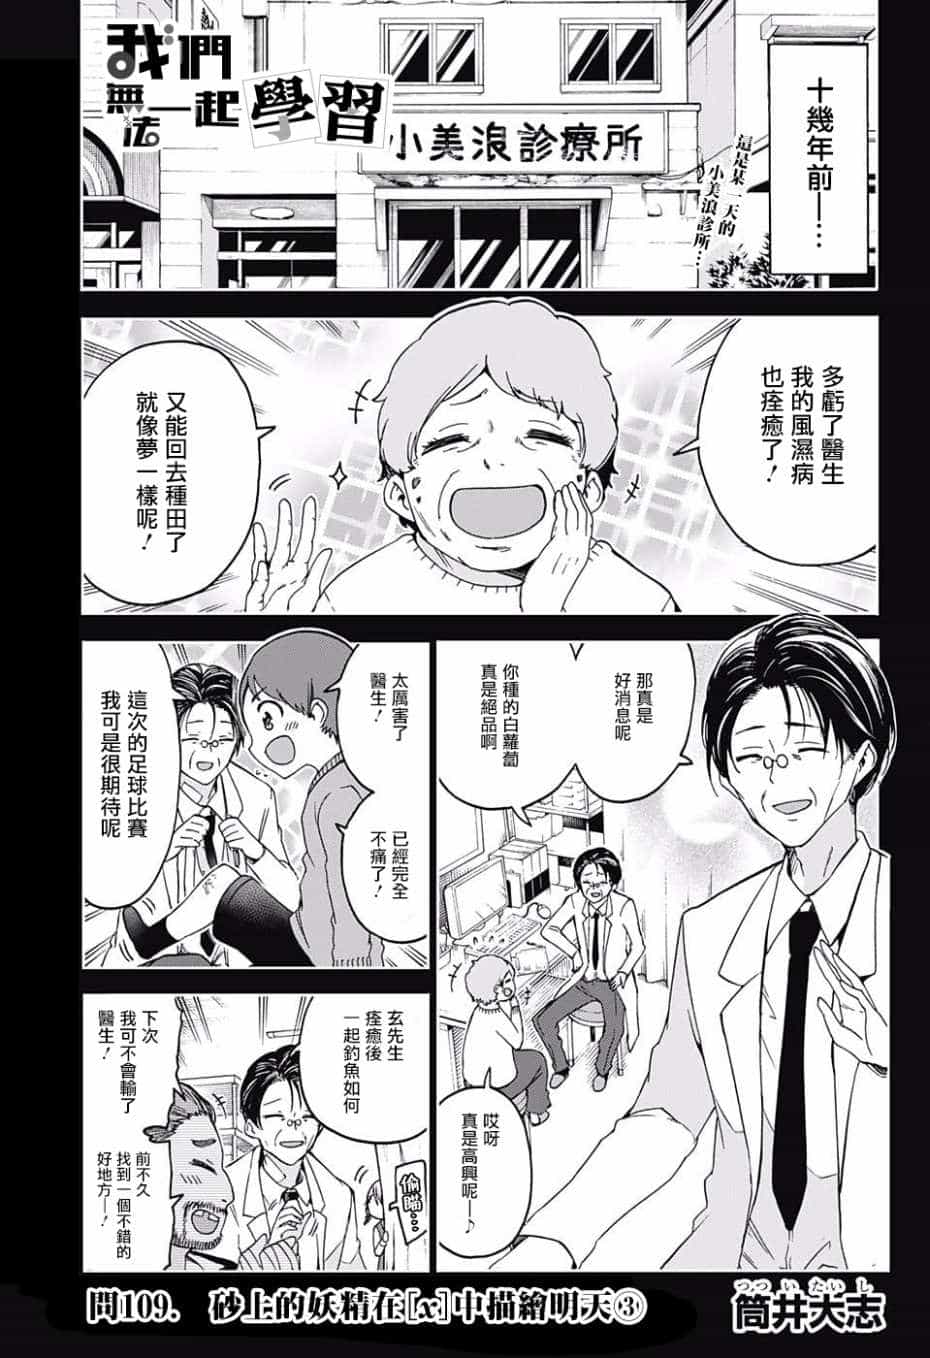 我們
無法
一起學習
小美浪診療所
十幾年前——……
這是某一天的
小美浪診所…
多虧了醫生
我的風濕病
也痊癒了！
又能回去種田了
就像夢一樣呢！
那真是
好消息呢
你種的白蘿蔔
真是絕品啊
哎呀
真是高興呢—♪
太厲害了
醫生！
已經完全
不痛了！
這次的足球比賽
我可是很期待呢
玄先生
痊癒後
一起釣魚如何
偷瞄…
下次
我可不會輸了
醫生！
前不久
找到一個不錯的
好地方—！
問109.　砂上的妖精在[x]中描繪明天③
つつ い たい し
筒井大志